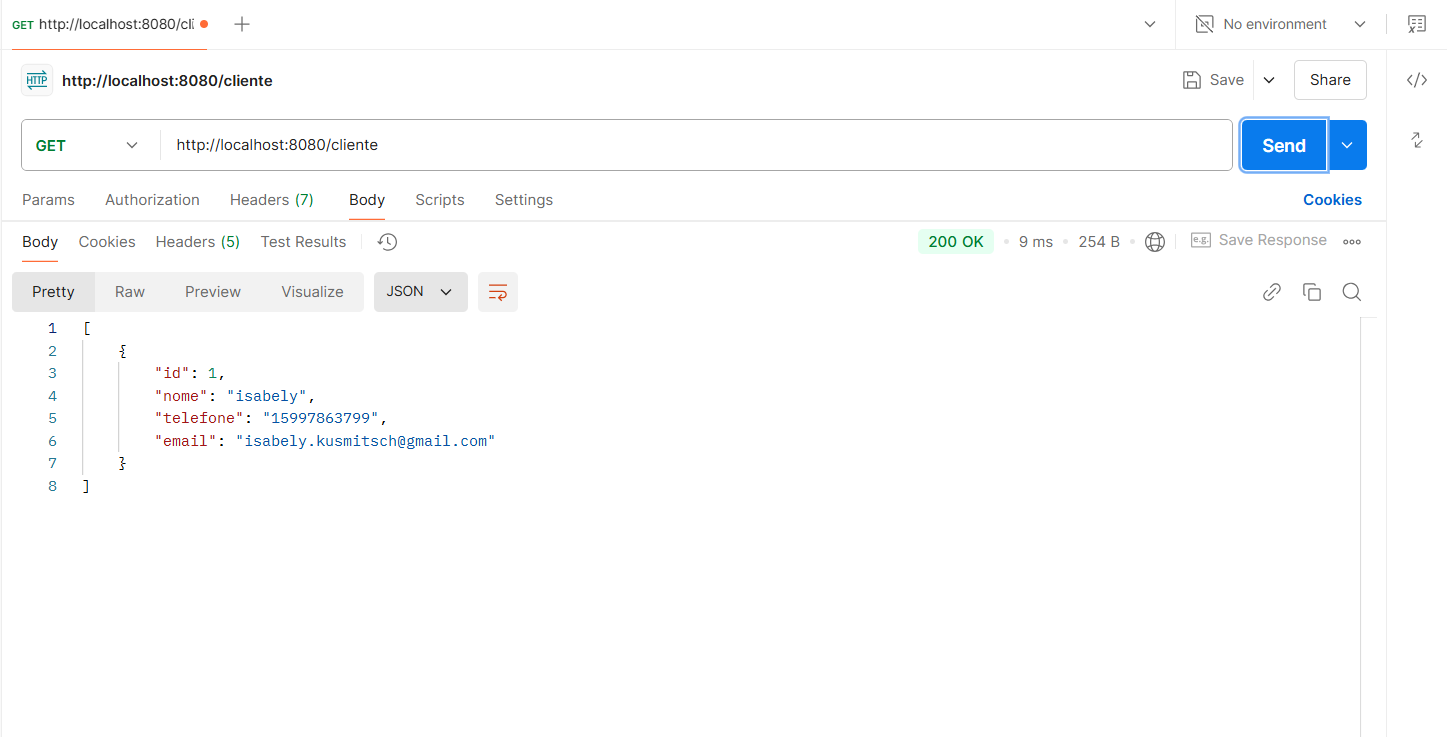 GET http://localhost:8080/cli
No environment
HTTP http://localhost:8080/cliente
Save
Share
GET http://localhost:8080/cliente
Send
Params Authorization Headers (7) Body Scripts Settings
Cookies
Body Cookies Headers (5) Test Results
200 OK 9 ms 254 B e.g. Save Response
Pretty Raw Preview Visualize JSON
1 [
2 {
3 "id": 1,
4 "nome": "isabely",
5 "telefone": "15997863799",
6 "email": "isabely.kusmitsch@gmail.com"
7 }
8 ]